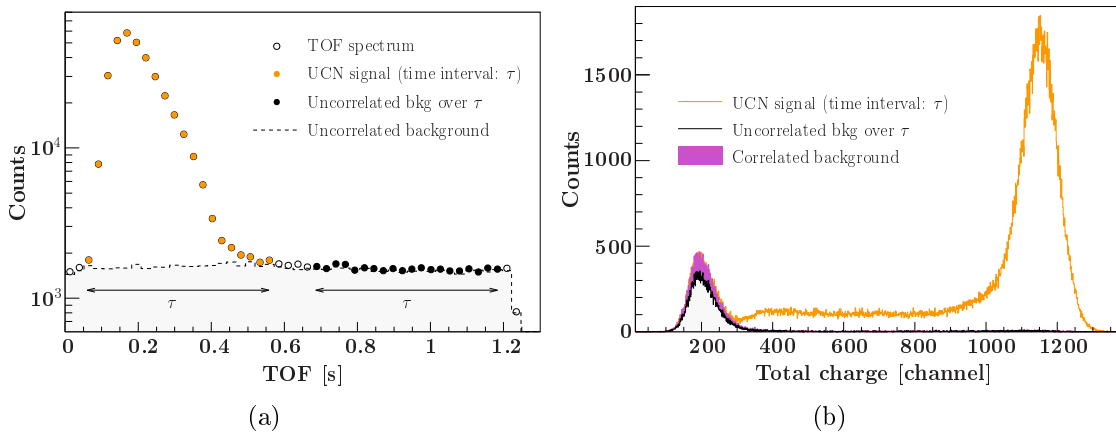 10^4
10^3
Counts
TOF spectrum
UCN signal (time interval: τ)
Uncorrelated bkg over τ
Uncorrelated background
τ
τ
0 0.2 0.4 0.6 0.8 1 1.2
TOF [s]
(a)
1500
1000
500
0
Counts
UCN signal (time interval: τ)
Uncorrelated bkg over τ
Correlated background
200 400 600 800 1000 1200
Total charge [channel]
(b)